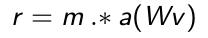 r = m .* a(Wv)